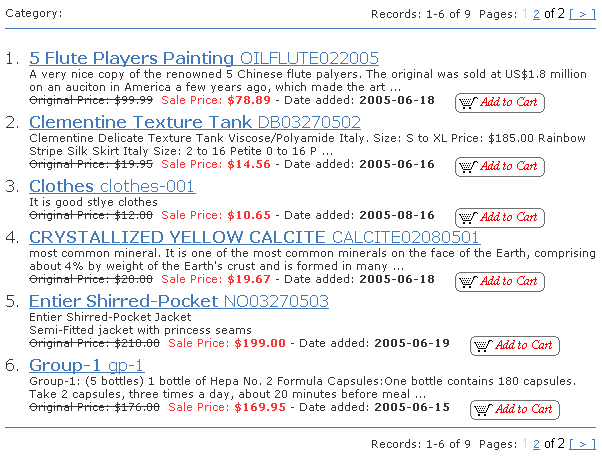 Category:
Records: 1-6 of 9 Pages: 1 2 of 2 [ > ]
1. 5 Flute Players Painting OILFLUTE022005
A very nice copy of the renowned 5 Chinese flute palyers. The original was sold at US$1.8 million
on an auciton in America a few years ago, which made the art ...
Original Price: $99.99 Sale Price: $78.89 - Date added: 2005-06-18 Add to Cart
2. Clementine Texture Tank DB03270502
Clementine Delicate Texture Tank Viscose/Polyamide Italy. Size: S to XL Price: $185.00 Rainbow
Stripe Silk Skirt Italy Size: 2 to 16 Petite 0 to 16 P ...
Original Price: $19.95 Sale Price: $14.56 - Date added: 2005-06-16 Add to Cart
3. Clothes clothes-001
It is good stlye clothes
Original Price: $12.00 Sale Price: $10.65 - Date added: 2005-08-16 Add to Cart
4. CRYSTALLIZED YELLOW CALCITE CALCITE02080501
most common mineral. It is one of the most common minerals on the face of the Earth, comprising
about 4% by weight of the Earth's crust and is formed in many ...
Original Price: $20.00 Sale Price: $19.67 - Date added: 2005-06-18 Add to Cart
5. Entier Shirred-Pocket NO03270503
Entier Shirred-Pocket Jacket
Semi-Fitted jacket with princess seams
Original Price: $210.00 Sale Price: $199.00 - Date added: 2005-06-19 Add to Cart
6. Group-1 gp-1
Group-1: (5 bottles) 1 bottle of Hepa No. 2 Formula Capsules:One bottle contains 180 capsules.
Take 2 capsules, three times a day, about 20 minutes before meal ...
Original Price: $176.00 Sale Price: $169.95 - Date added: 2005-06-15 Add to Cart
Records: 1-6 of 9 Pages: 1 2 of 2 [ > ]